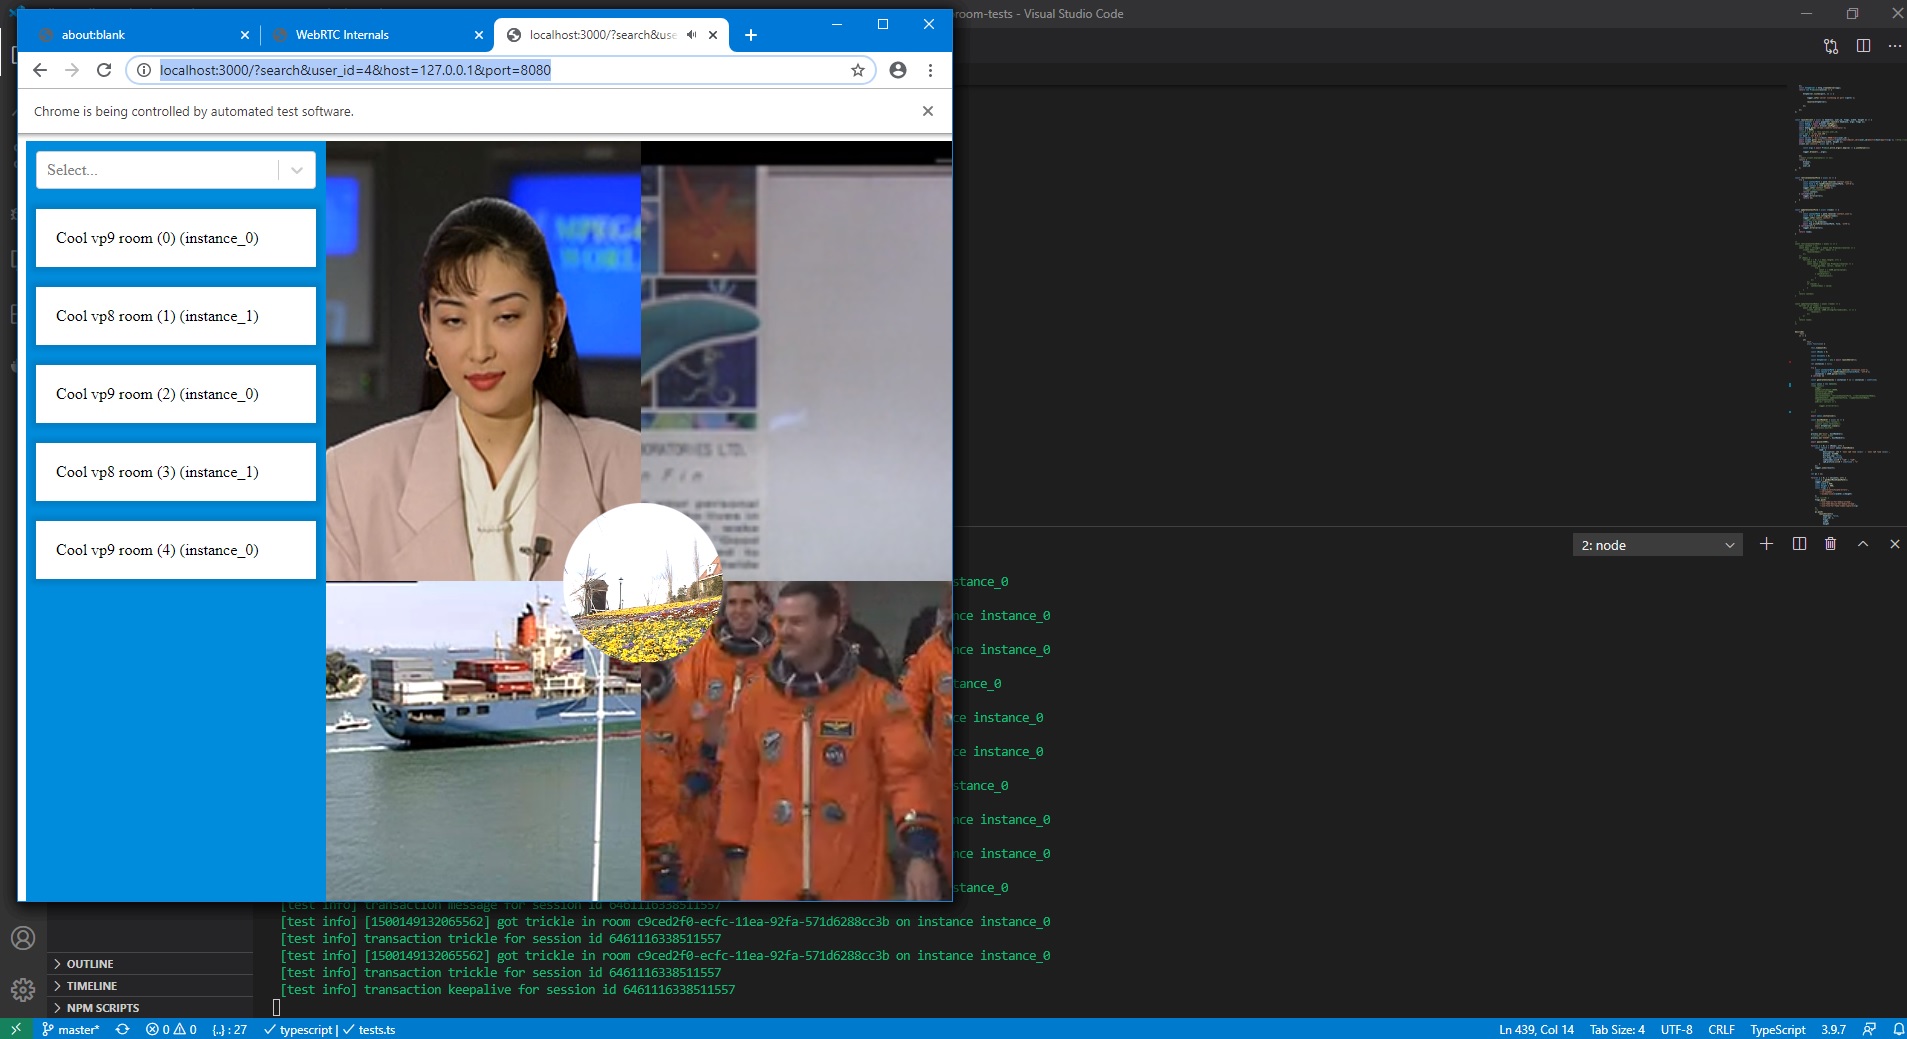 room-tests - Visual Studio Code
about:blank
WebRTC Internals
localhost:3000/?search&use
localhost:3000/?search&user_id=4&host=127.0.0.1&port=8080
Chrome is being controlled by automated test software.
Select...
Cool vp9 room (0) (instance_0)
Cool vp8 room (1) (instance_1)
Cool vp9 room (2) (instance_0)
Cool vp8 room (3) (instance_1)
Cool vp9 room (4) (instance_0)
MPEG4
WORL
ORATORIES LTD.
n Fin
personal
2: node
stance_0
nce instance_0
nce instance_0
tance_0
ce instance_0
ce instance_0
stance_0
nce instance_0
nce instance_0
stance_0
[test info] transaction message for session id 6461116338511557
[test info] [1500149132065562] got trickle in room c9ced2f0-ecfc-11ea-92fa-571d6288cc3b on instance instance_0
[test info] transaction trickle for session id 6461116338511557
[test info] [1500149132065562] got trickle in room c9ced2f0-ecfc-11ea-92fa-571d6288cc3b on instance instance_0
[test info] transaction trickle for session id 6461116338511557
[test info] transaction keepalive for session id 6461116338511557
OUTLINE
TIMELINE
NPM SCRIPTS
master* 0 0 {..} : 27 typescript | tests.ts Ln 439, Col 14 Tab Size: 4 UTF-8 CRLF TypeScript 3.9.7